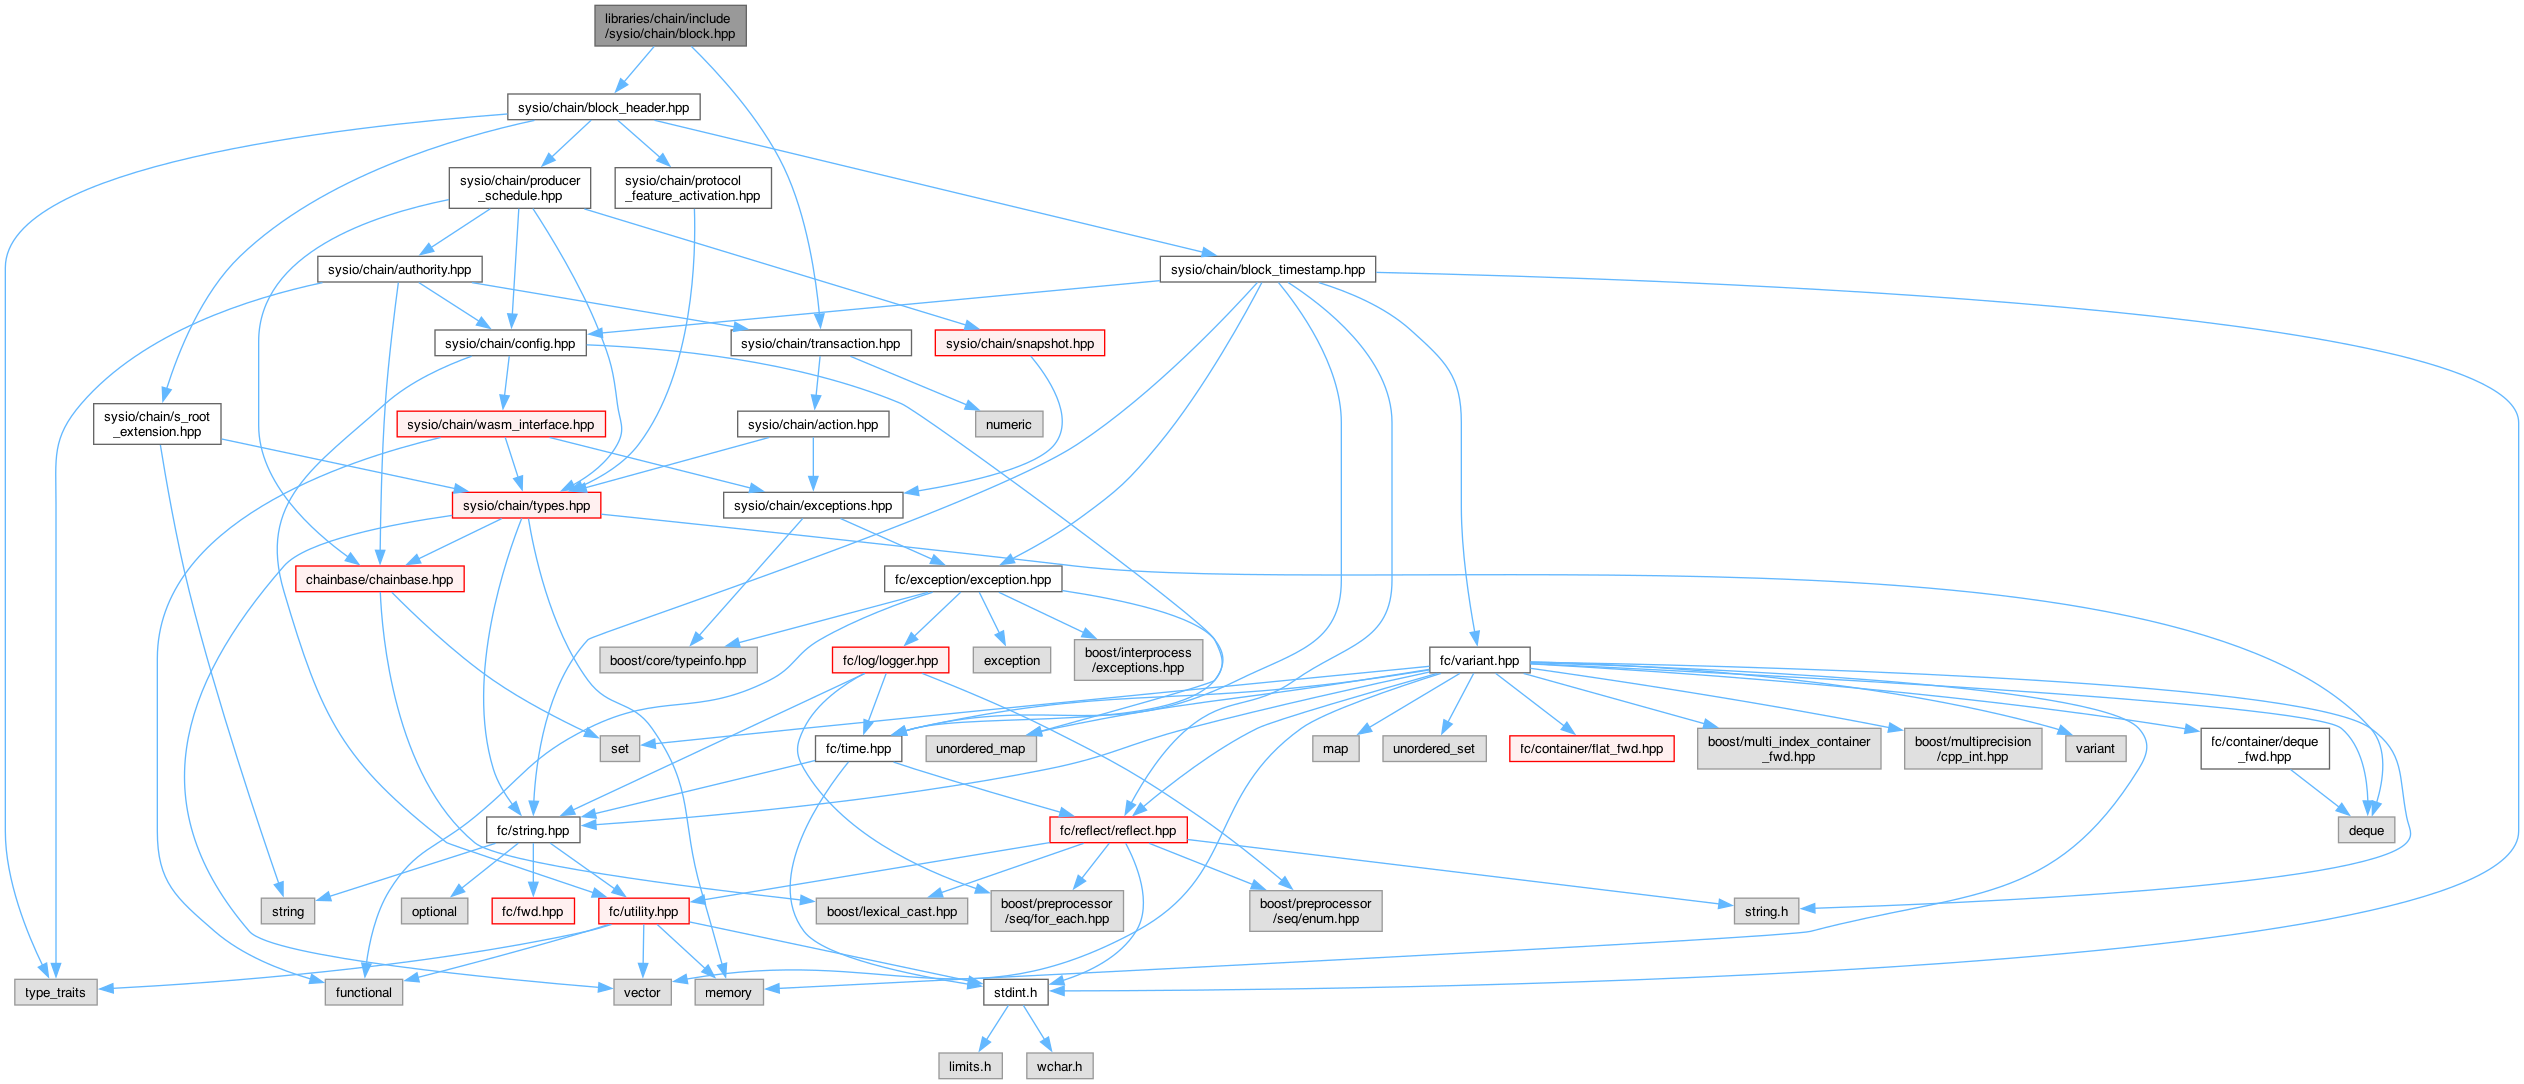 libraries/chain/include
/sysio/chain/block.hpp
sysio/chain/block_header.hpp
sysio/chain/producer
_schedule.hpp
sysio/chain/protocol
_feature_activation.hpp
sysio/chain/authority.hpp
sysio/chain/block_timestamp.hpp
sysio/chain/config.hpp
sysio/chain/transaction.hpp
sysio/chain/snapshot.hpp
sysio/chain/s_root
_extension.hpp
sysio/chain/wasm_interface.hpp
sysio/chain/action.hpp
numeric
sysio/chain/types.hpp
sysio/chain/exceptions.hpp
chainbase/chainbase.hpp
fc/exception/exception.hpp
boost/core/typeinfo.hpp
fc/log/logger.hpp
exception
boost/interprocess
/exceptions.hpp
fc/variant.hpp
set
fc/time.hpp
unordered_map
map
unordered_set
fc/container/flat_fwd.hpp
boost/multi_index_container
_fwd.hpp
boost/multiprecision
/cpp_int.hpp
variant
fc/container/deque
_fwd.hpp
fc/string.hpp
fc/reflect/reflect.hpp
deque
string
optional
fc/fwd.hpp
fc/utility.hpp
boost/lexical_cast.hpp
boost/preprocessor
/seq/for_each.hpp
boost/preprocessor
/seq/enum.hpp
string.h
type_traits
functional
vector
memory
stdint.h
limits.h
wchar.h